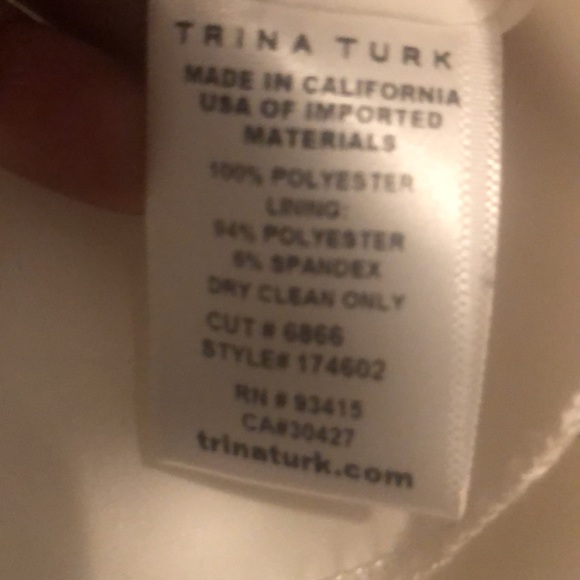 TRINA TURK
MADE IN CALIFORNIA
USA OF IMPORTED
MATERIALS
100% POLYESTER
LINING:
94% POLYESTER
6% SPANDEX
DRY CLEAN ONLY
CUT # 6866
STYLE# 174602
RN # 93415
CA#30427
trinaturk.com